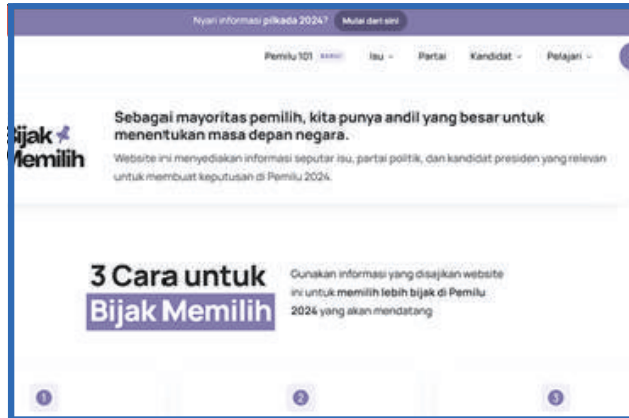 Nyari informasi pilkada 2024? Mulai dari sini
Pemilu 101 Isu Partai Kandidat Pelajari
Bijak
Memilih
Sebagai mayoritas pemilih, kita punya andil yang besar untuk
menentukan masa depan negara.
Website ini menyediakan informasi seputar isu, partai politik, dan kandidat presiden yang relevan
untuk membuat keputusan di Pemilu 2024.
3 Cara untuk
Bijak Memilih
Gunakan informasi yang disajikan website
ini untuk memilih lebih bijak di Pemilu
2024 yang akan mendatang
1 2 3